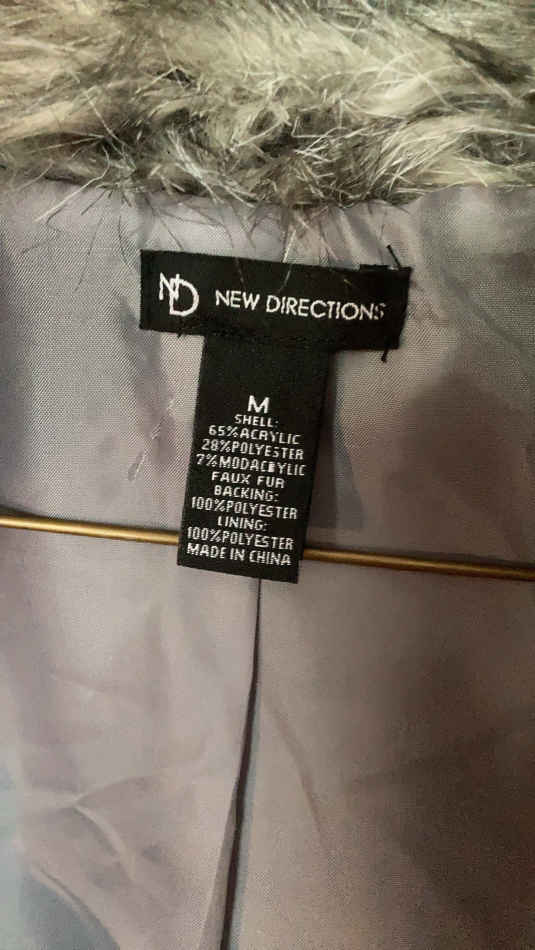 ND NEW DIRECTIONS
M
SHELL:
65%ACRYLIC
28%POLYESTER
7%MODACRYLIC
FAUX FUR
BACKING:
100%POLYESTER
LINING:
100%POLYESTER
MADE IN CHINA